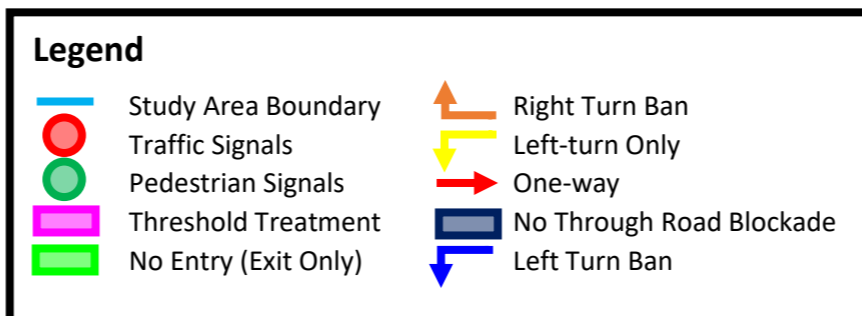 Legend
Study Area Boundary
Traffic Signals
Pedestrian Signals
Threshold Treatment
No Entry (Exit Only)
Right Turn Ban
Left-turn Only
One-way
No Through Road Blockade
Left Turn Ban